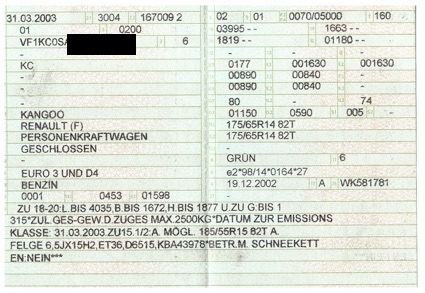 31.03.2003 3004 167009 2 02 01 0070/05000 160
01 0200 03995 -- 1663 --
VF1KC0S 6 1819 -- 01180 --
- -
KC 0177 001630 001630
- 00890 00840 -
- 00890 00840 -
- 80 - 74
KANGOO 01150 0590 005 -
RENAULT (F) 175/65R14 82T
PERSONENKRAFTWAGEN 175/65R14 82T
GESCHLOSSEN - -
- GRÜN 6
EURO 3 UND D4 e2*98/14*0164*27
BENZIN 19.12.2002 A WK581781
0001 0453 01598
ZU 18-20:L.BIS 4035,B.BIS 1672,H.BIS 1877 U.ZU G:BIS 1
315*ZUL.GES-GEW.D.ZUGES MAX.2500KG*DATUM ZUR EMISSIONS
KLASSE: 31.03.2003.ZU15.1/2:A. MÖGL. 185/55R15 82T A.
FELGE 6,5JX15H2,ET36,D6515,KBA43978*BETR.M. SCHNEEKETT
EN:NEIN***